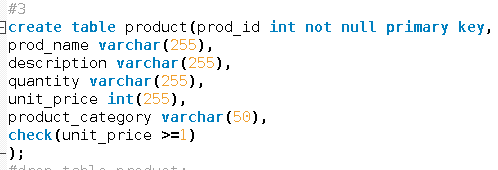 #3
create table product(prod_id int not null primary key,
prod_name varchar(255),
description varchar(255),
quantity varchar(255),
unit_price int(255),
product_category varchar(50),
check(unit_price >=1)
);
#drop table product;